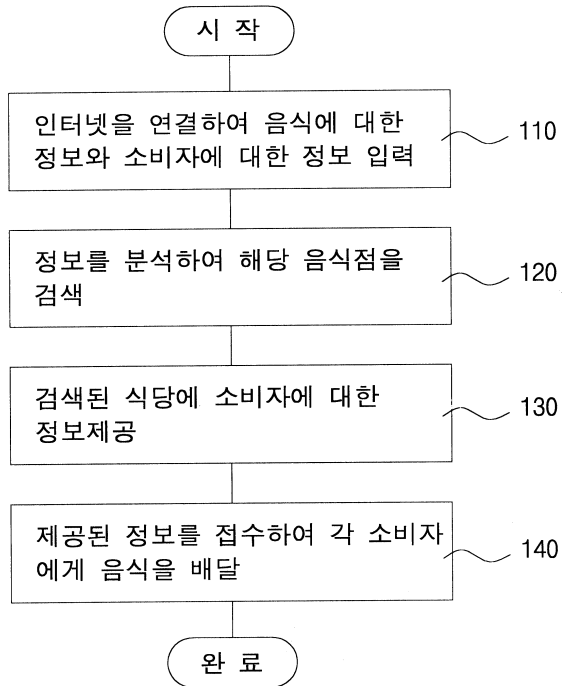 시 작
인터넷을 연결하여 음식에 대한
정보와 소비자에 대한 정보 입력
110
정보를 분석하여 해당 음식점을
검색
120
검색된 식당에 소비자에 대한
정보제공
130
제공된 정보를 접수하여 각 소비자
에게 음식을 배달
140
완 료